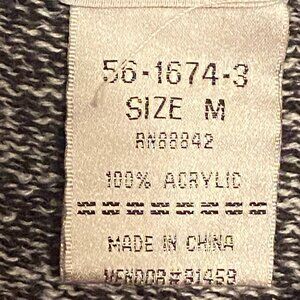 56-1674-3
SIZE M
RN88842
100% ACRYLIC
MADE IN CHINA
VENDOR#91459